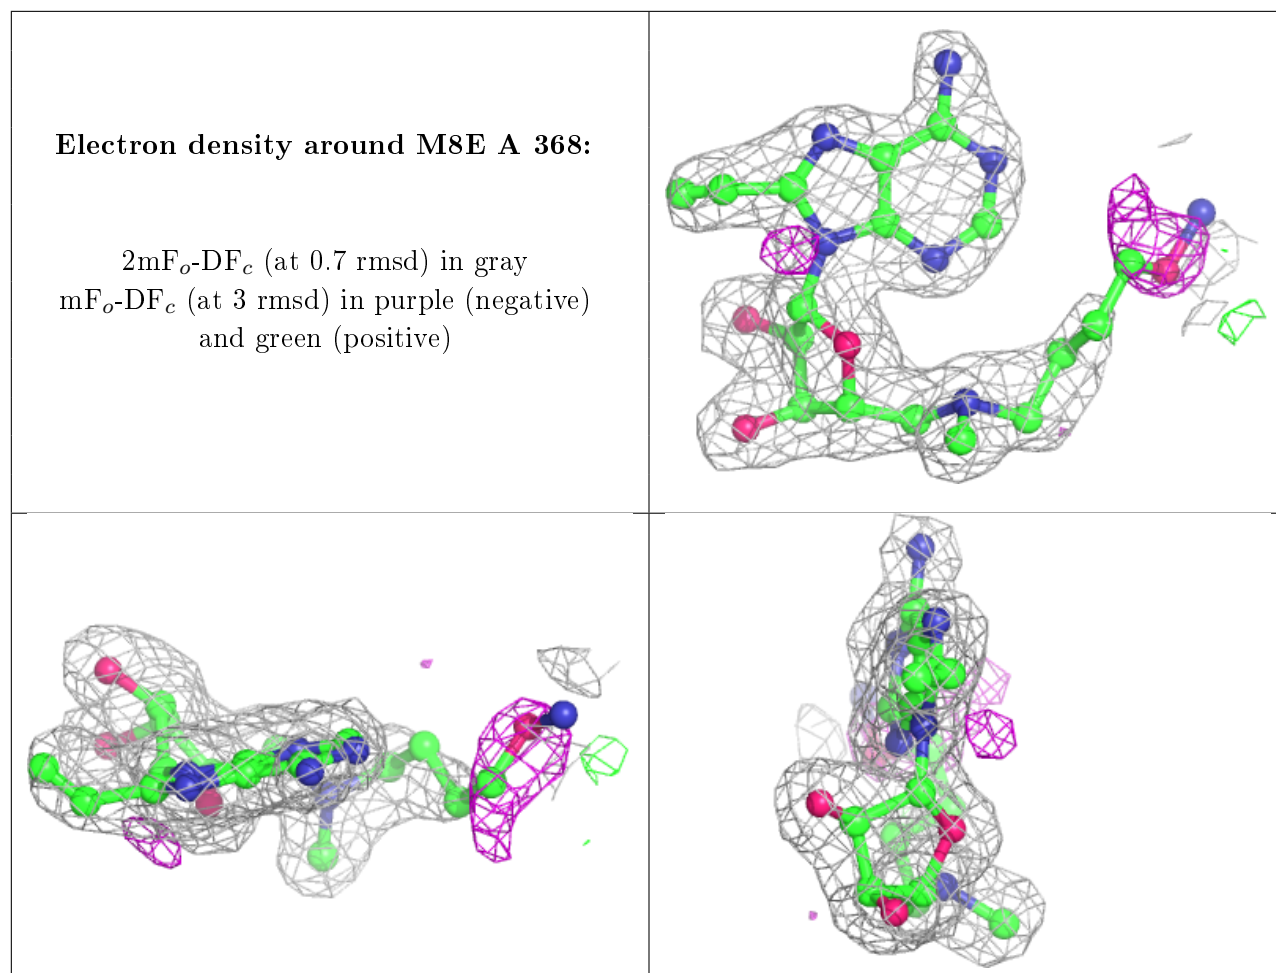 Electron density around M8E A 368:
2mFₒ-DF𝒸 (at 0.7 rmsd) in gray
mFₒ-DF𝒸 (at 3 rmsd) in purple (negative)
and green (positive)